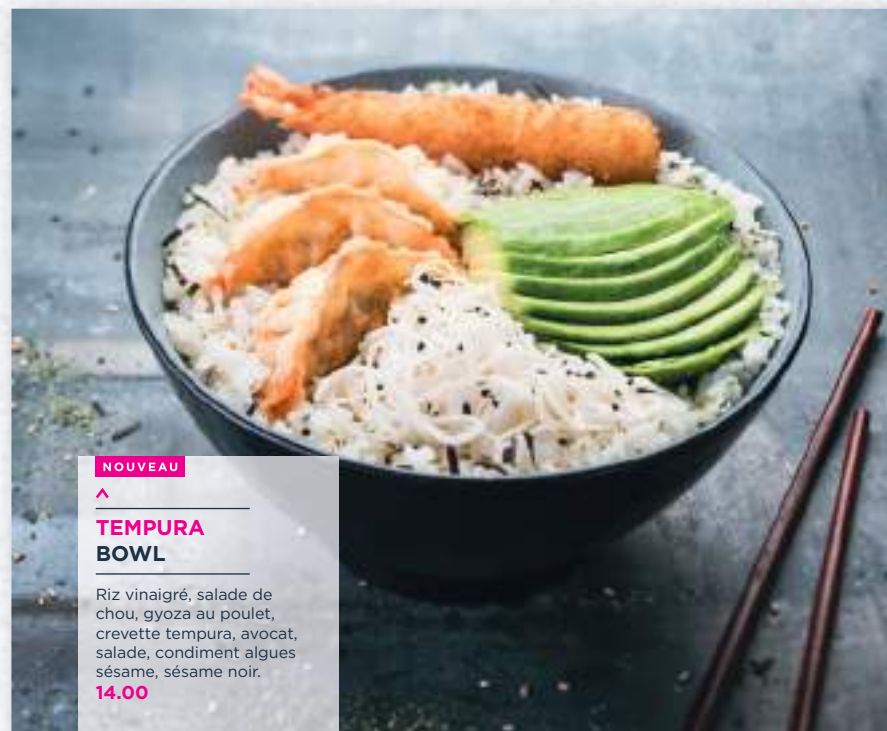 NOUVEAU
TEMPURA
BOWL
Riz vinaigré, salade de
chou, gyoza au poulet,
crevette tempura, avocat,
salade, condiment algues
sésame, sésame noir.
14.00